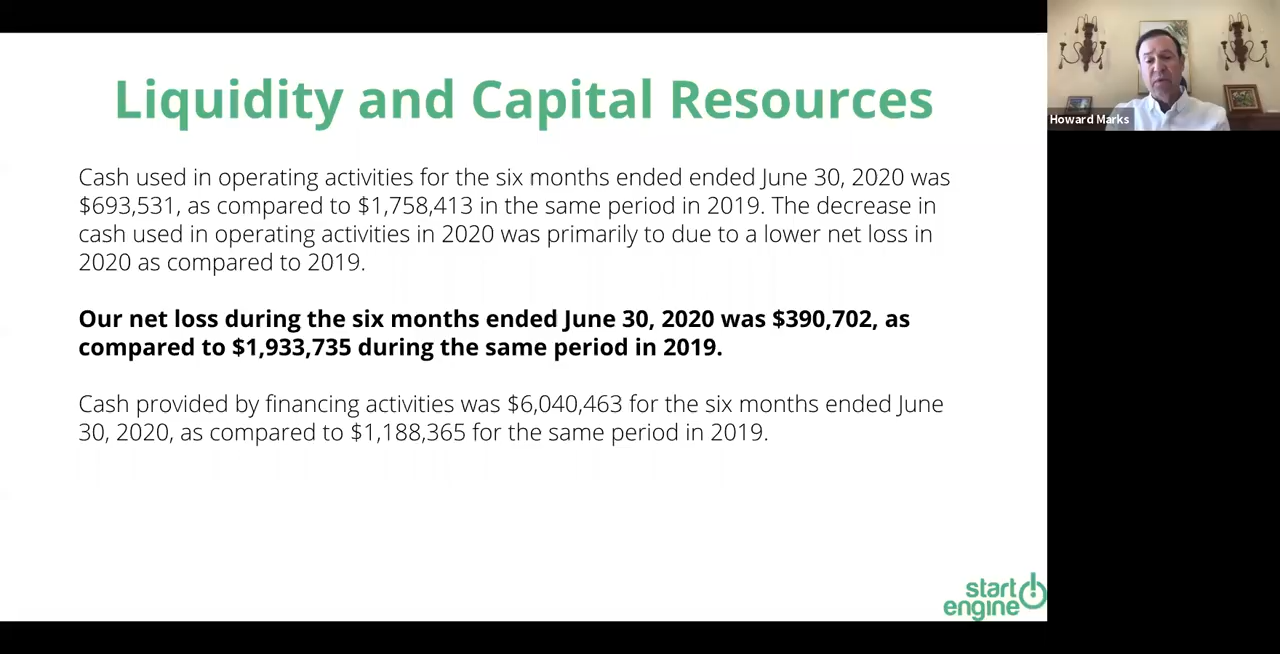 Liquidity and Capital Resources
Howard Marks
Cash used in operating activities for the six months ended ended June 30, 2020 was
$693,531, as compared to $1,758,413 in the same period in 2019. The decrease in
cash used in operating activities in 2020 was primarily to due to a lower net loss in
2020 as compared to 2019.
Our net loss during the six months ended June 30, 2020 was $390,702, as
compared to $1,933,735 during the same period in 2019.
Cash provided by financing activities was $6,040,463 for the six months ended June
30, 2020, as compared to $1,188,365 for the same period in 2019.
start
engine